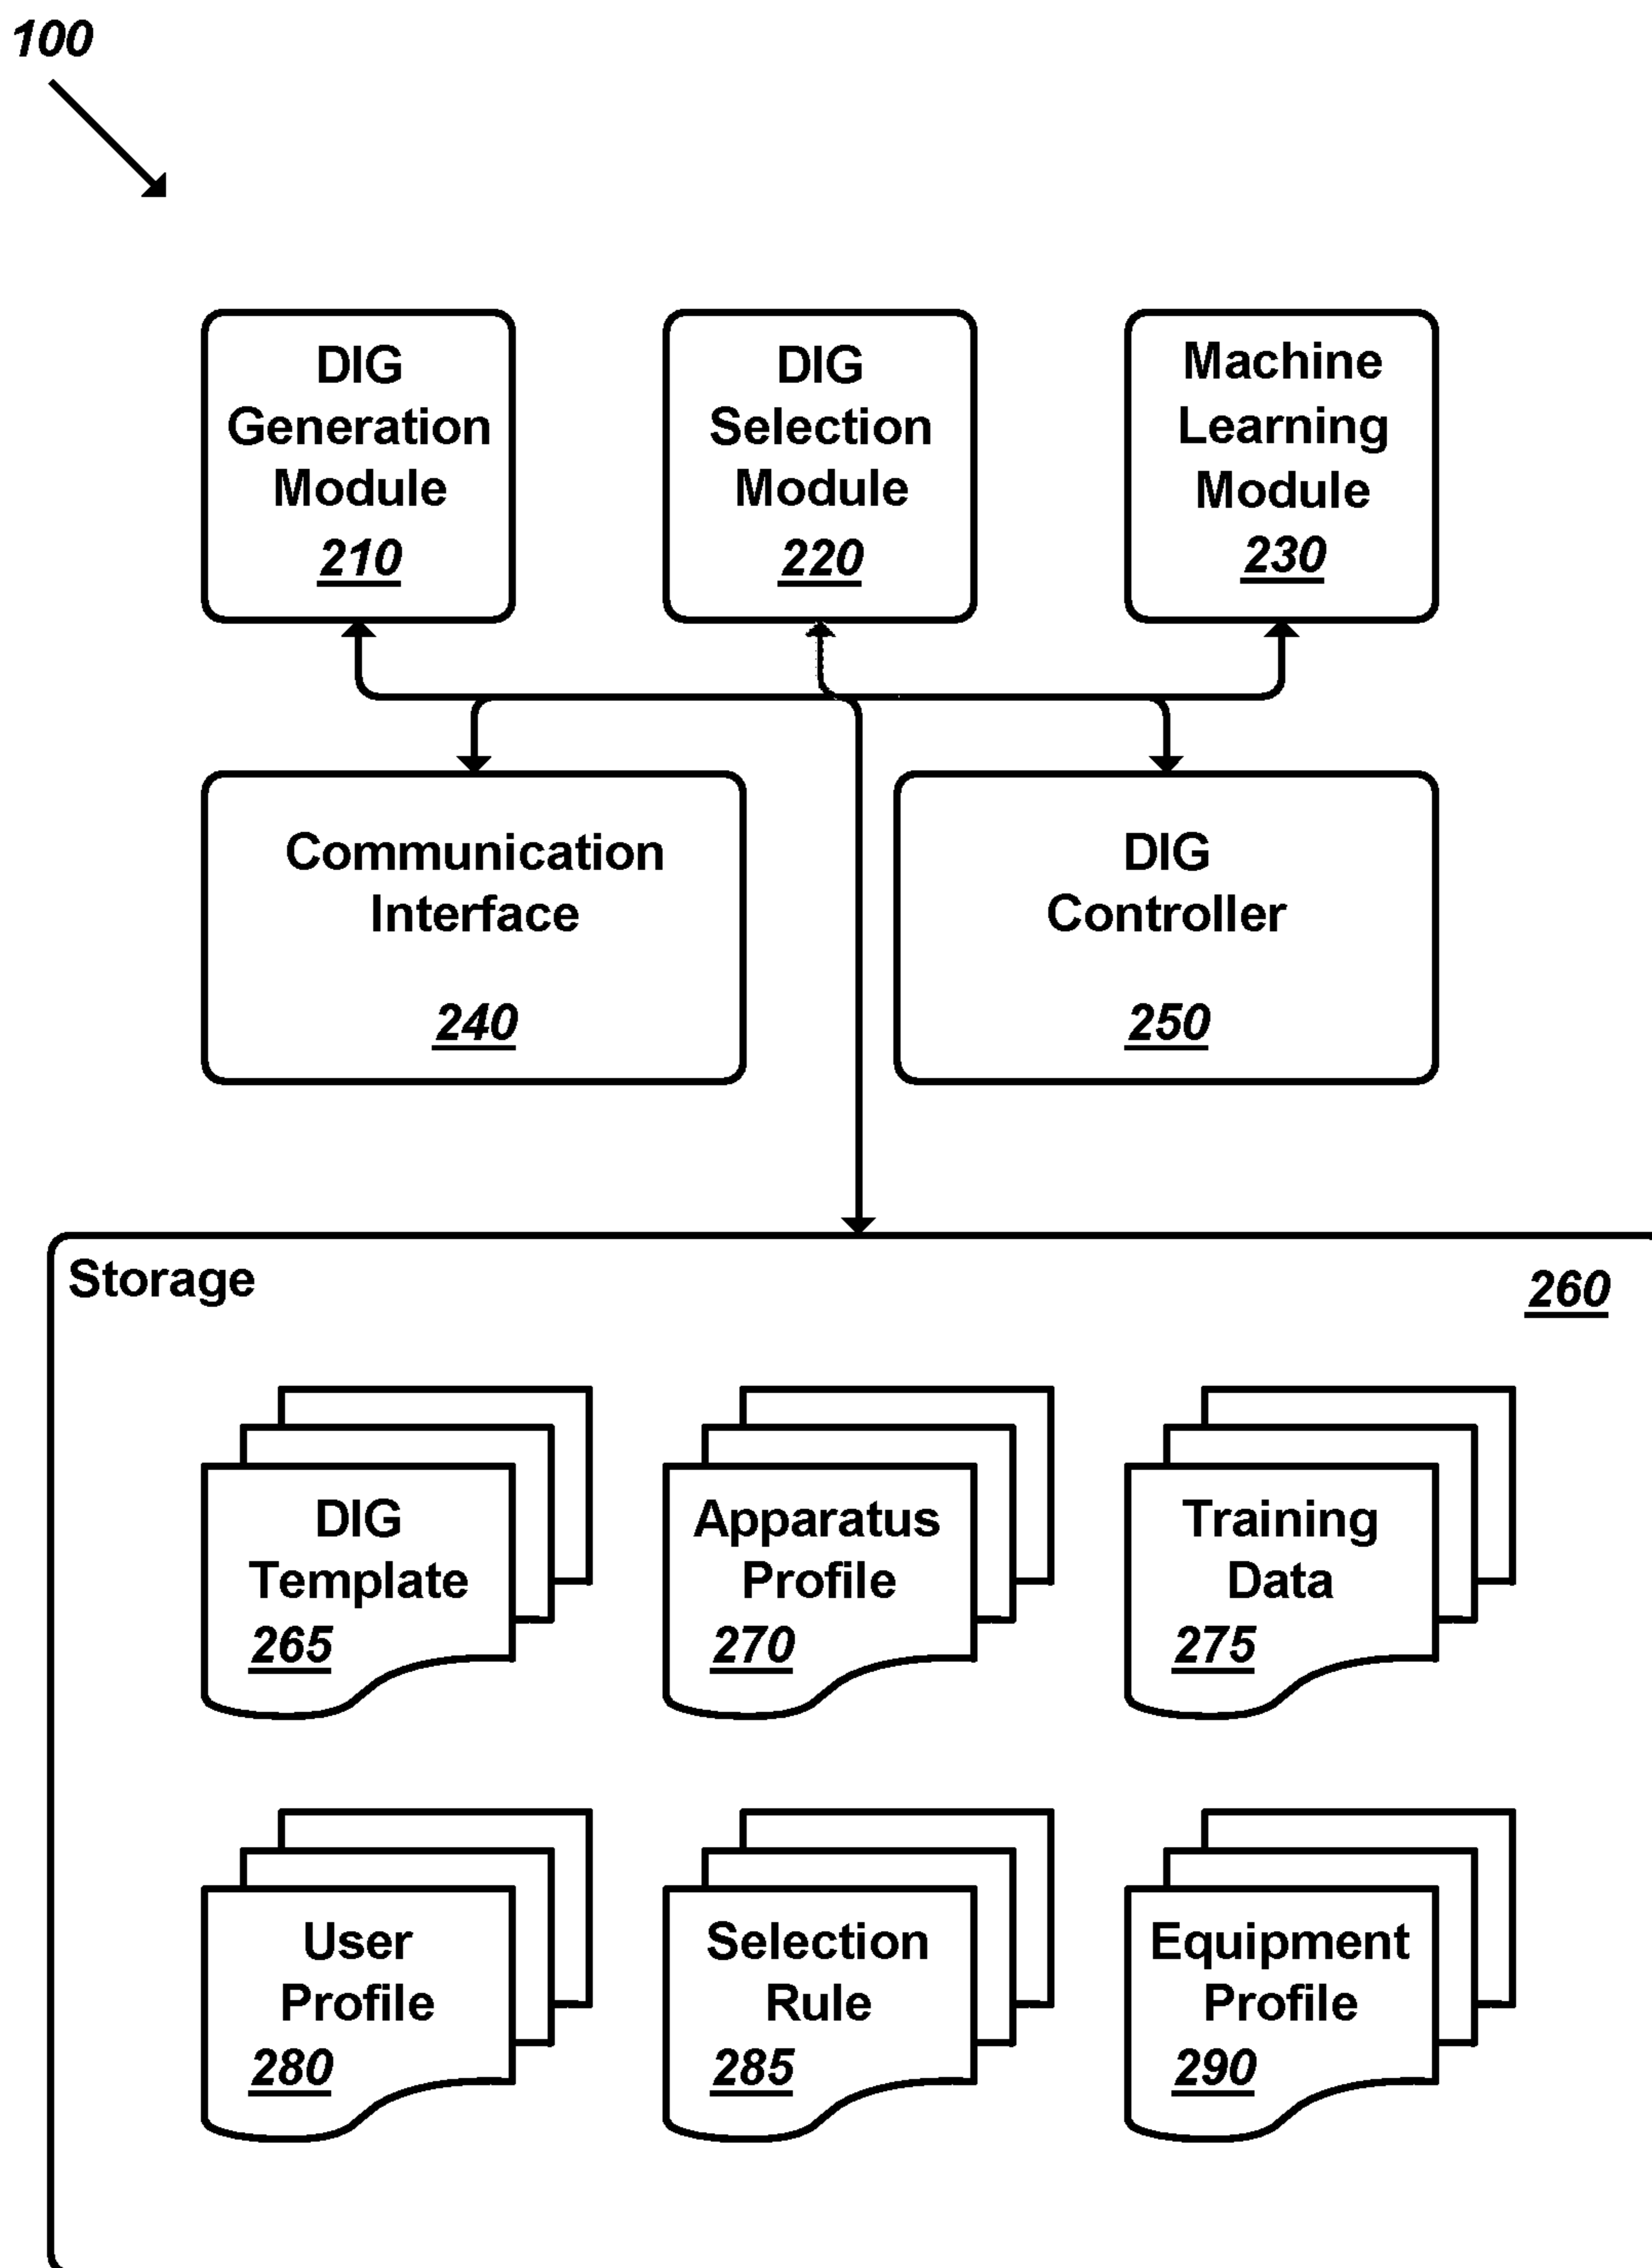 100
DIG
Generation
Module
210
DIG
Selection
Module
220
Machine
Learning
Module
230
Communication
Interface
240
DIG
Controller
250
Storage
260
DIG
Template
265
Apparatus
Profile
270
Training
Data
275
User
Profile
280
Selection
Rule
285
Equipment
Profile
290